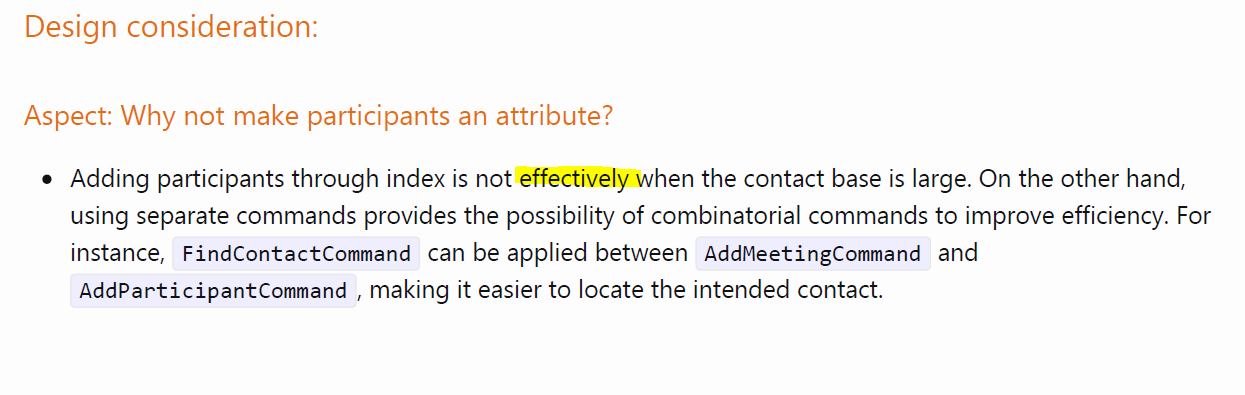 Design consideration:
Aspect: Why not make participants an attribute?
• Adding participants through index is not effectively when the contact base is large. On the other hand,
using separate commands provides the possibility of combinatorial commands to improve efficiency. For
instance, FindContactCommand can be applied between AddMeetingCommand and
AddParticipantCommand , making it easier to locate the intended contact.